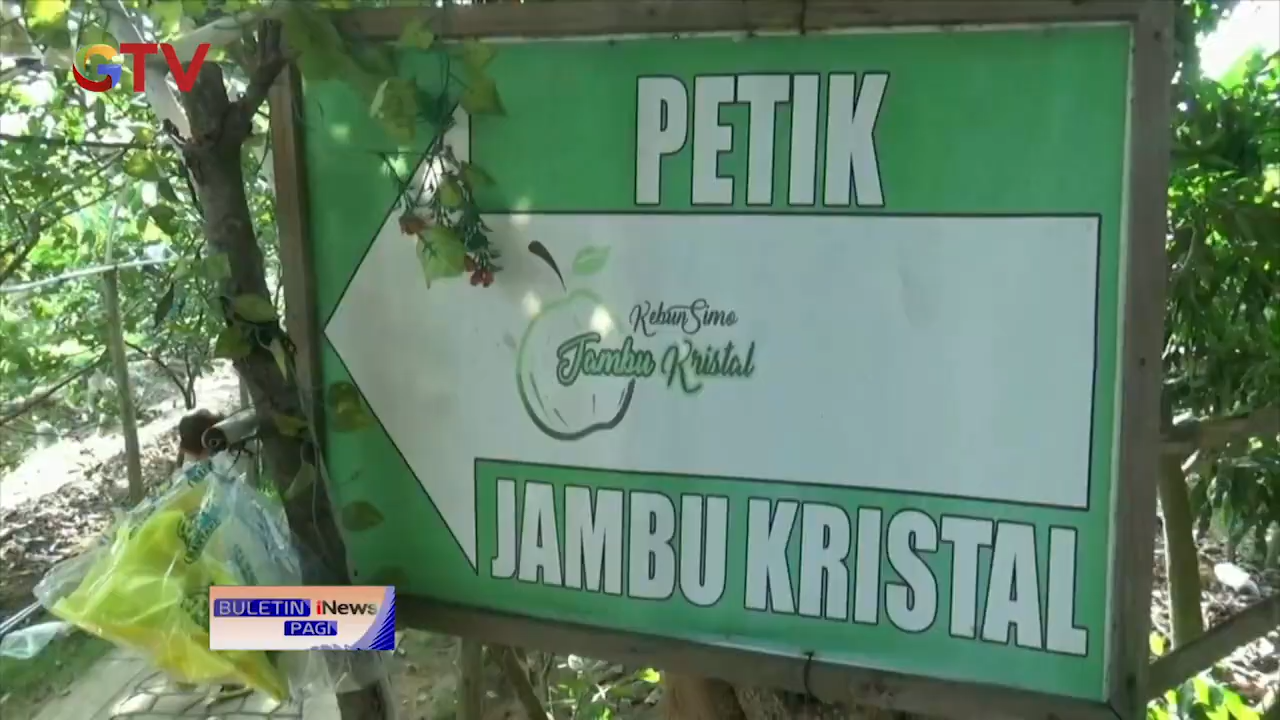 GTV
PETIK
KebunSimo
Jambu Kristal
JAMBU KRISTAL
BULETIN iNews
PAGI